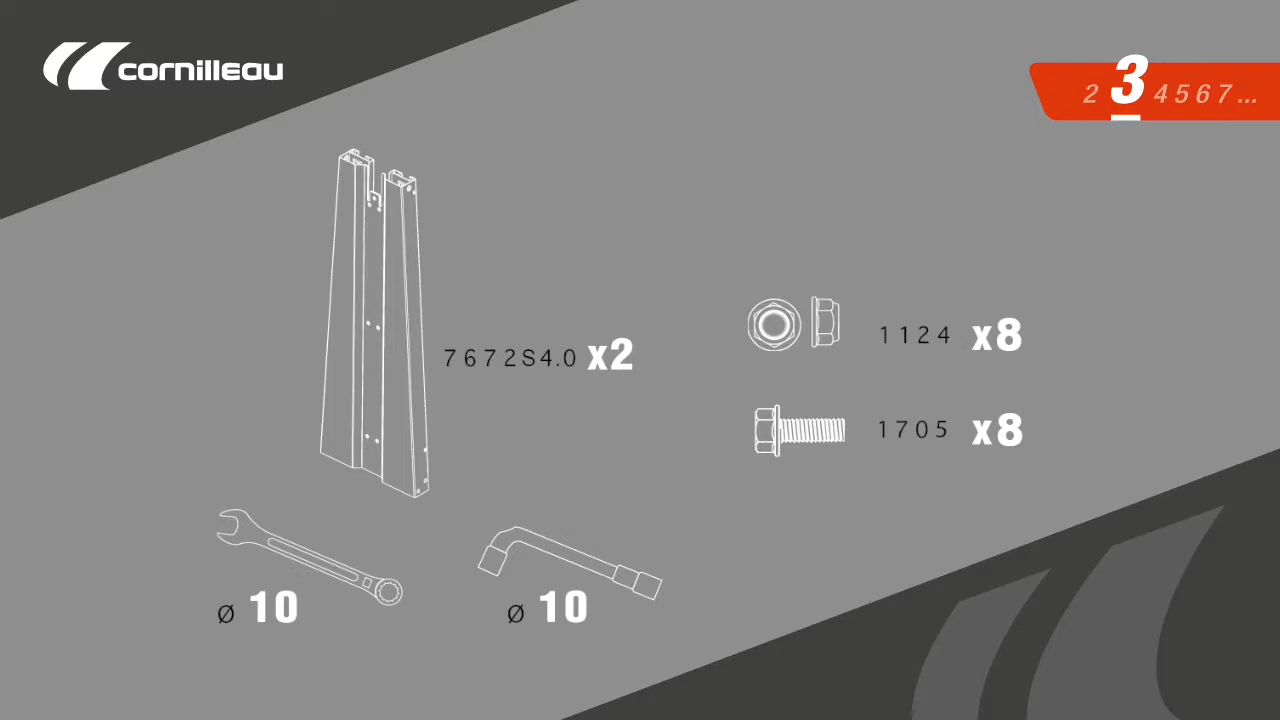 cornilleau
2 3 4 5 6 7 ...
7672S4.0 x2
1124 x8
1705 x8
Ø 10
Ø 10